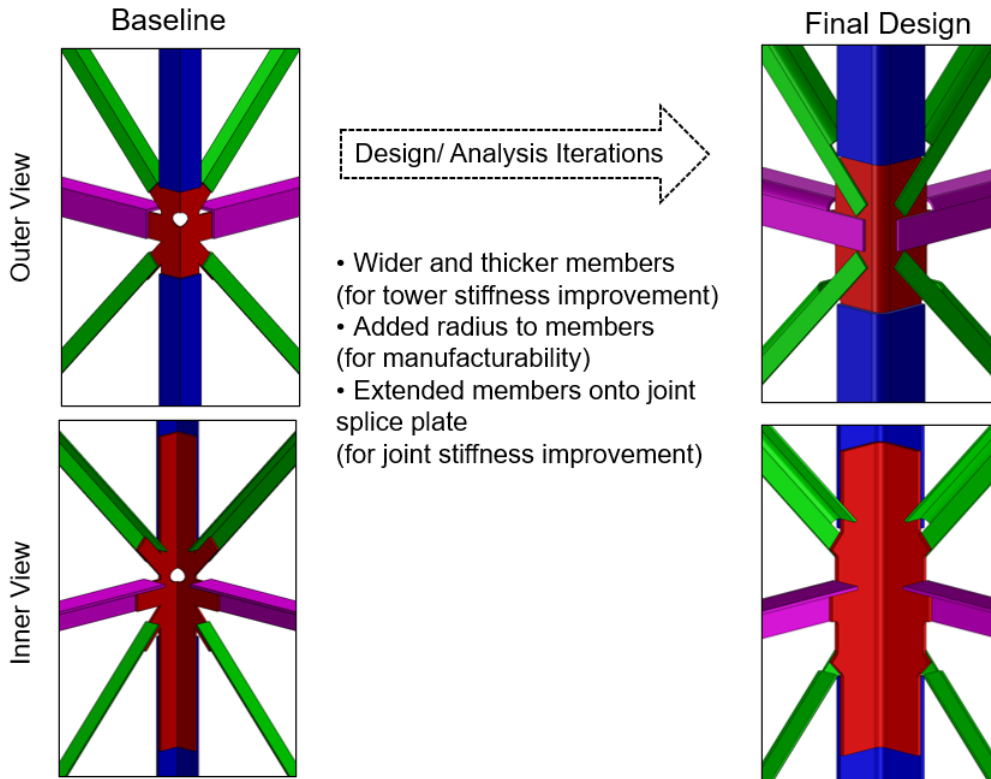 Baseline
Final Design
Outer View
Design/ Analysis Iterations
• Wider and thicker members
(for tower stiffness improvement)
• Added radius to members
(for manufacturability)
• Extended members onto joint
splice plate
(for joint stiffness improvement)
Inner View